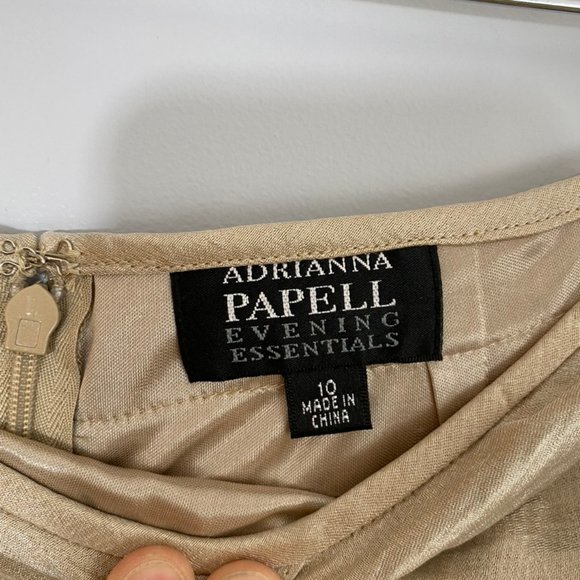 ADRIANNA
PAPELL
EVENING
ESSENTIALS
10
MADE IN
CHINA